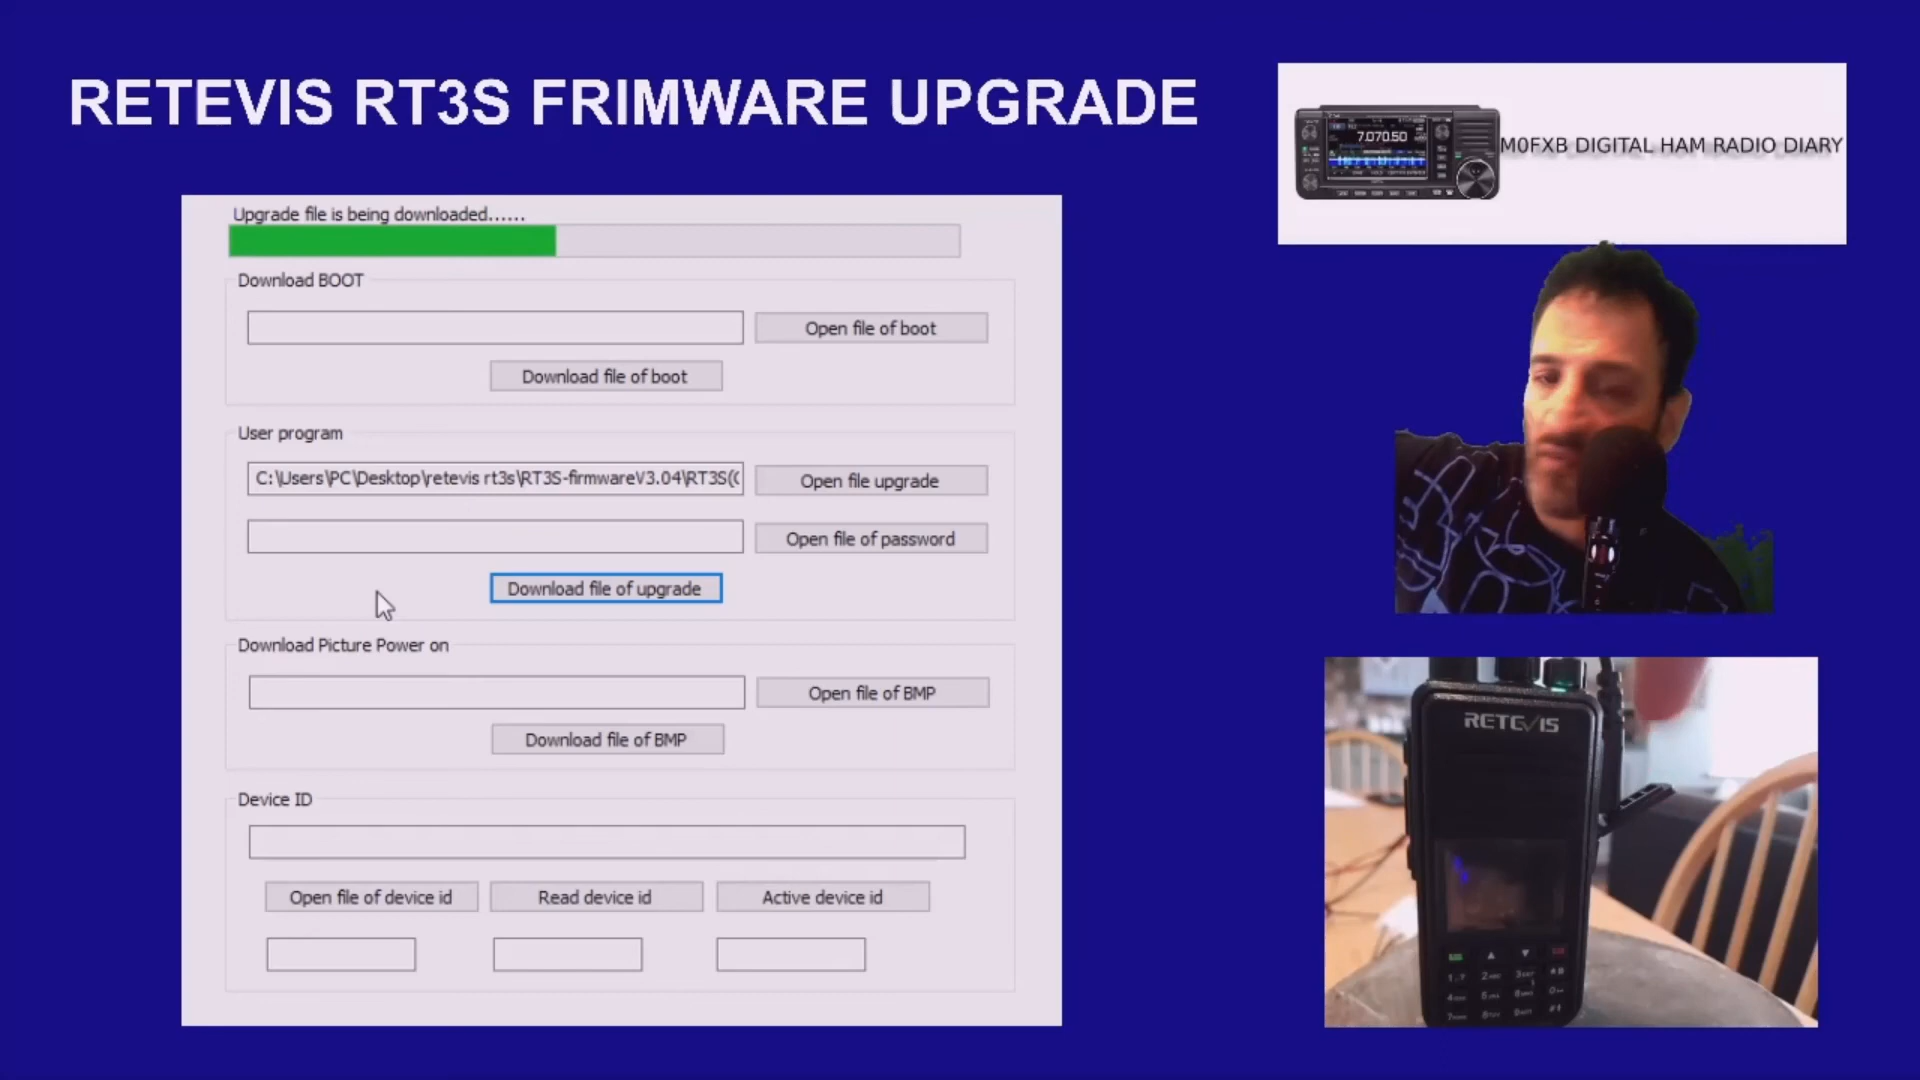 RETEVIS RT3S FRIMWARE UPGRADE
7.070.50
M0FXB DIGITAL HAM RADIO DIARY
Upgrade file is being downloaded......
Download BOOT
Open file of boot
Download file of boot
User program
C:\Users\PC\Desktop\retevis rt3s\RT3S-firmwareV3.04\RT3S(
Open file upgrade
Open file of password
Download file of upgrade
Download Picture Power on
Open file of BMP
Download file of BMP
Device ID
Open file of device id
Read device id
Active device id
RETEVIS